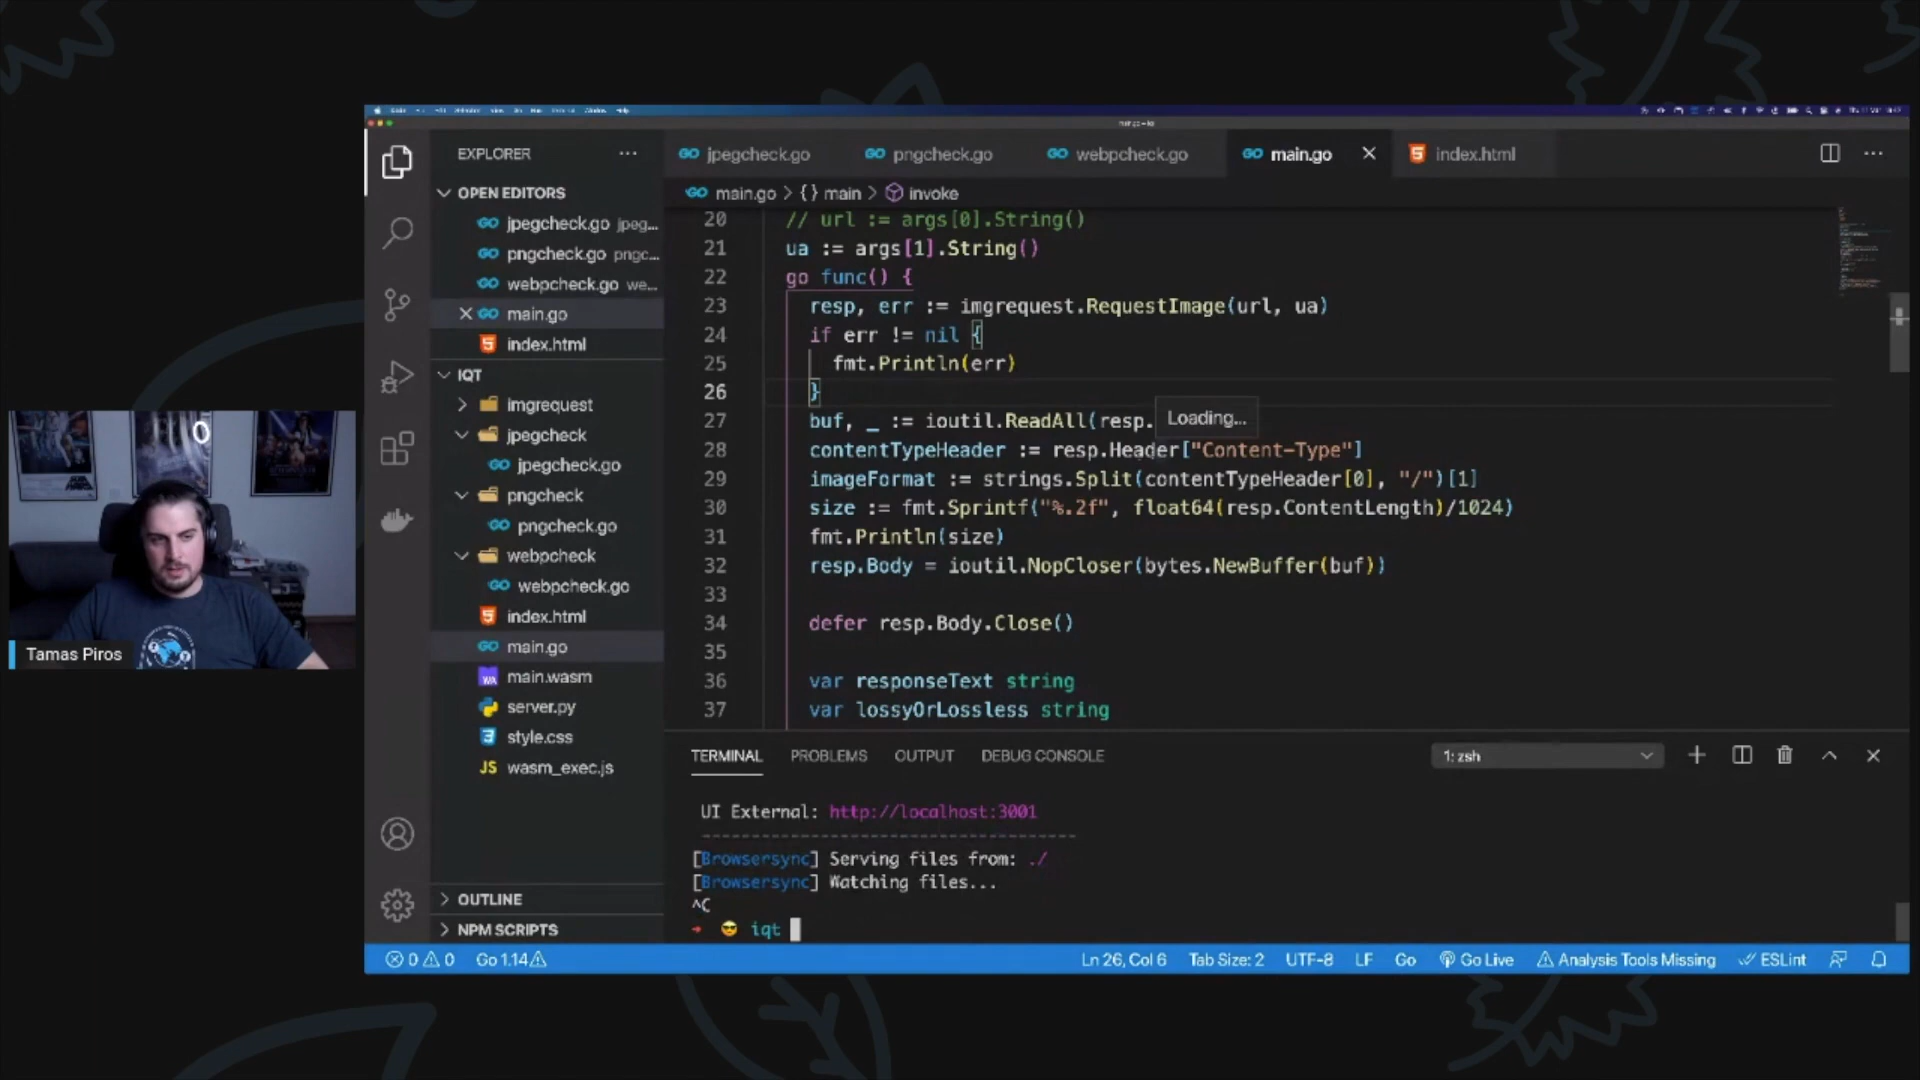 EXPLORER
OPEN EDITORS
jpegcheck.go jpeg...
pngcheck.go pngc...
webpcheck.go we...
main.go
index.html
IQT
imgrequest
jpegcheck
jpegcheck.go
pngcheck
pngcheck.go
webpcheck
webpcheck.go
index.html
main.go
main.wasm
server.py
style.css
JS wasm_exec.js
OUTLINE
NPM SCRIPTS
jpegcheck.go pngcheck.go webpcheck.go main.go index.html
main.go > {} main > invoke
20 // url := args[0].String()
21 ua := args[1].String()
22 go func() {
23 resp, err := imgrequest.RequestImage(url, ua)
24 if err != nil {
25 fmt.Println(err)
26 }
27 buf, _ := ioutil.ReadAll(resp.
Loading...
28 contentTypeHeader := resp.Header["Content-Type"]
29 imageFormat := strings.Split(contentTypeHeader[0], "/")[1]
30 size := fmt.Sprintf("%.2f", float64(resp.ContentLength)/1024)
31 fmt.Println(size)
32 resp.Body = ioutil.NopCloser(bytes.NewBuffer(buf))
33
34 defer resp.Body.Close()
35
36 var responseText string
37 var lossyOrLossless string
TERMINAL PROBLEMS OUTPUT DEBUG CONSOLE 1: zsh
UI External: http://localhost:3001
-------------------------------------
[Browsersync] Serving files from: ./
[Browsersync] Watching files...
^C
→ 😎 iqt
0 0 Go 1.14 Ln 26, Col 6 Tab Size: 2 UTF-8 LF Go Go Live Analysis Tools Missing ESLint
Tamas Piros